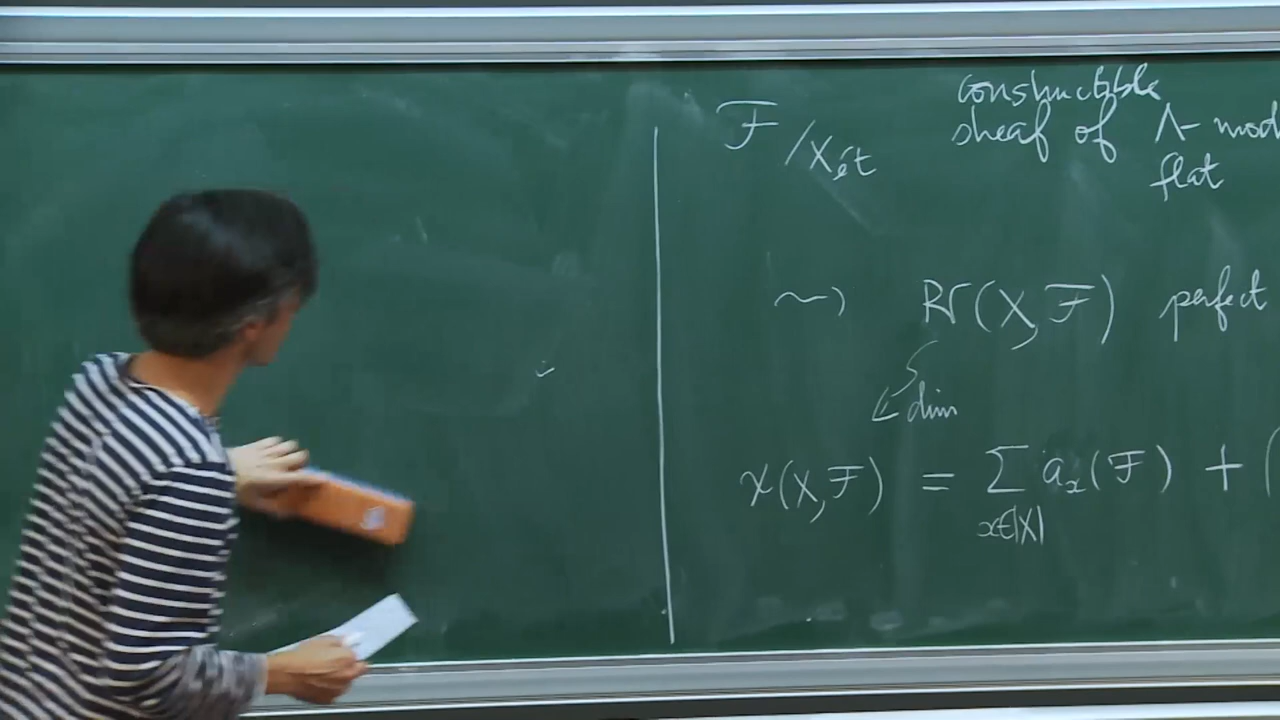 ℱ /X_ét constructible
sheaf of Λ-mod
flat
⤳ RΓ(X,ℱ) perfect
dim
χ(X,ℱ) = ∑ a_x(ℱ) + (
x∈|X|